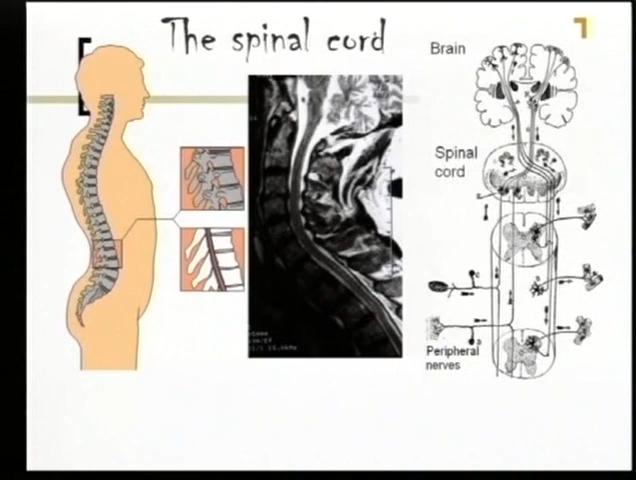 The spinal cord
Brain
Spinal
cord
Peripheral
nerves